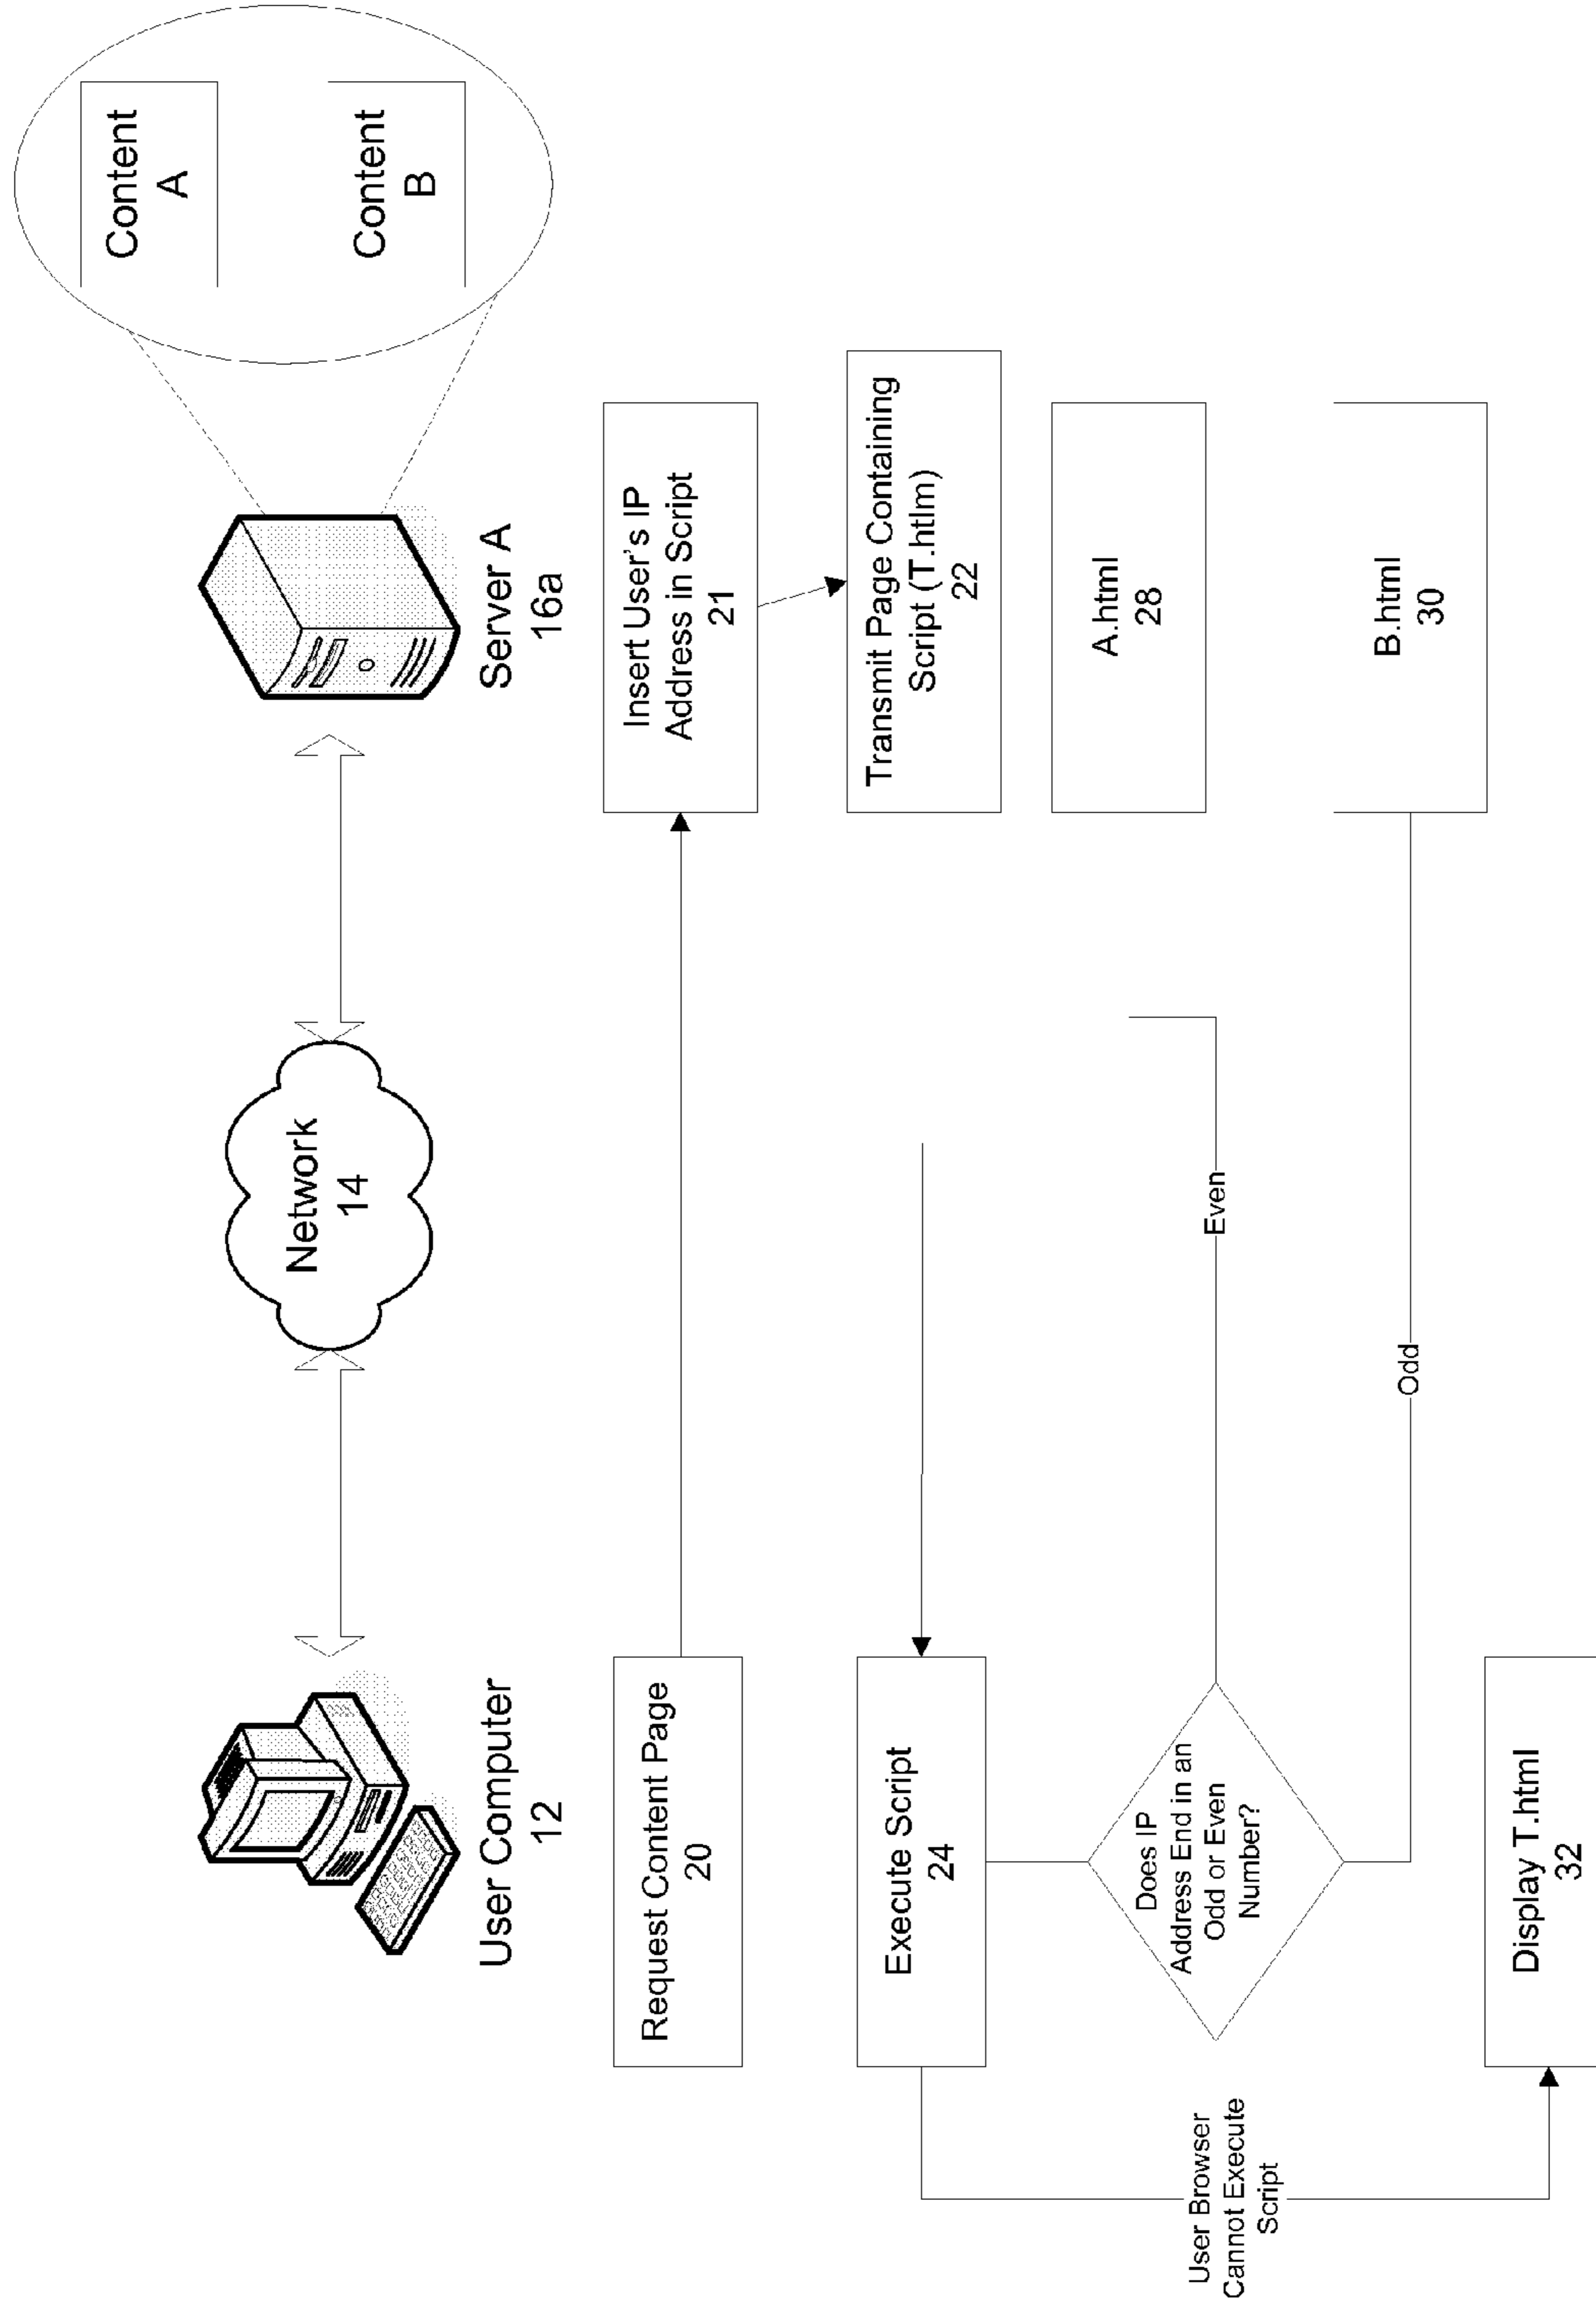 Content
A
Content
B
User Computer
12
Network
14
Server A
16a
Request Content Page
20
Insert User's IP
Address in Script
21
Transmit Page Containing
Script (T.htlm)
22
Execute Script
24
Does IP
Address End in an
Odd or Even
Number?
Even
A.html
28
Odd
B.html
30
User Browser
Cannot Execute
Script
Display T.html
32